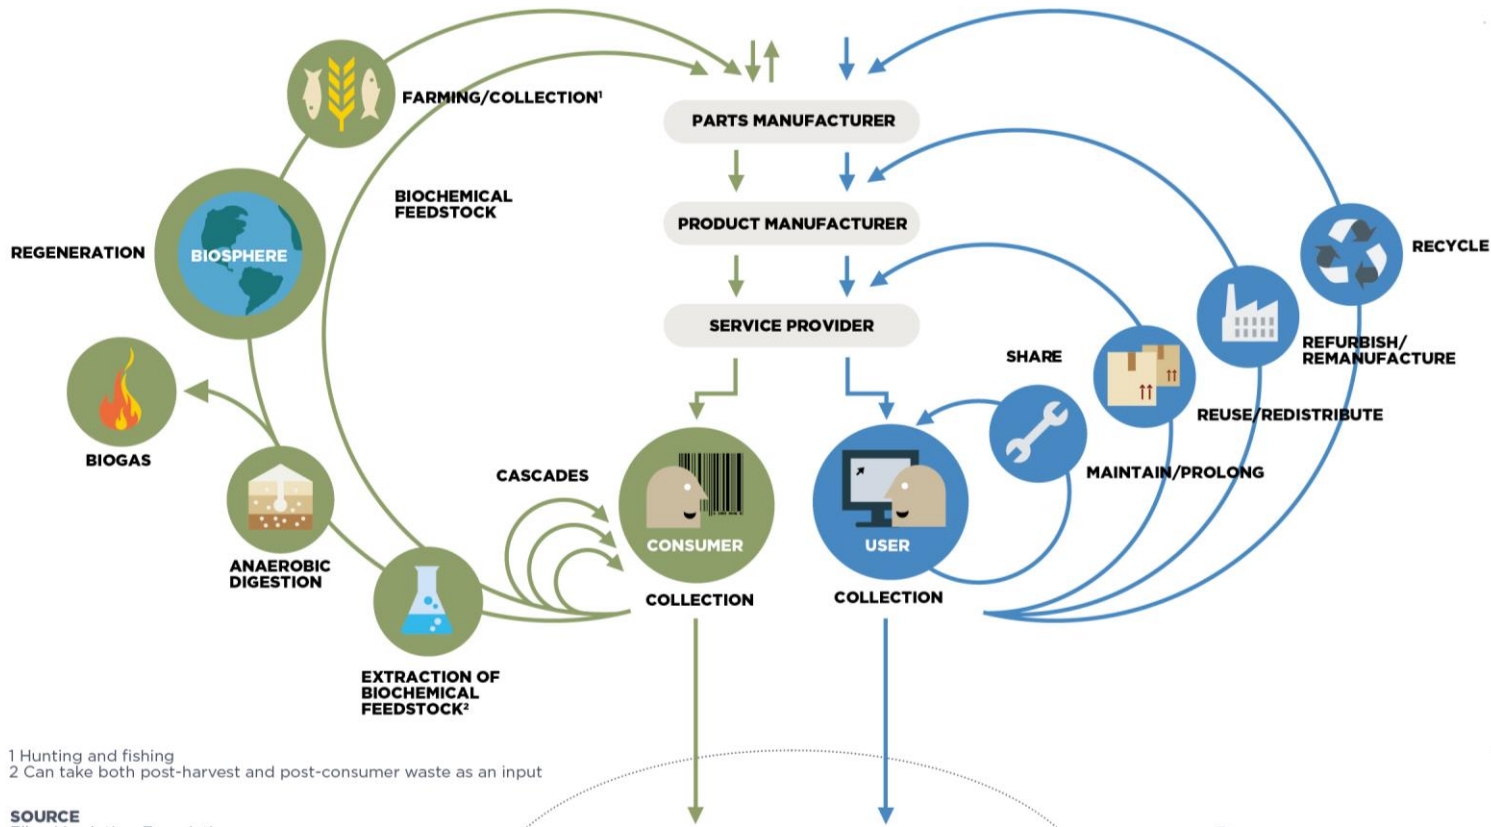 FARMING/COLLECTION¹
PARTS MANUFACTURER
BIOCHEMICAL
FEEDSTOCK
PRODUCT MANUFACTURER
REGENERATION
BIOSPHERE
RECYCLE
SERVICE PROVIDER
SHARE
REFURBISH/
REMANUFACTURE
REUSE/REDISTRIBUTE
BIOGAS
CASCADES
MAINTAIN/PROLONG
CONSUMER
USER
ANAEROBIC
DIGESTION
COLLECTION
COLLECTION
EXTRACTION OF
BIOCHEMICAL
FEEDSTOCK²
1 Hunting and fishing
2 Can take both post-harvest and post-consumer waste as an input
SOURCE